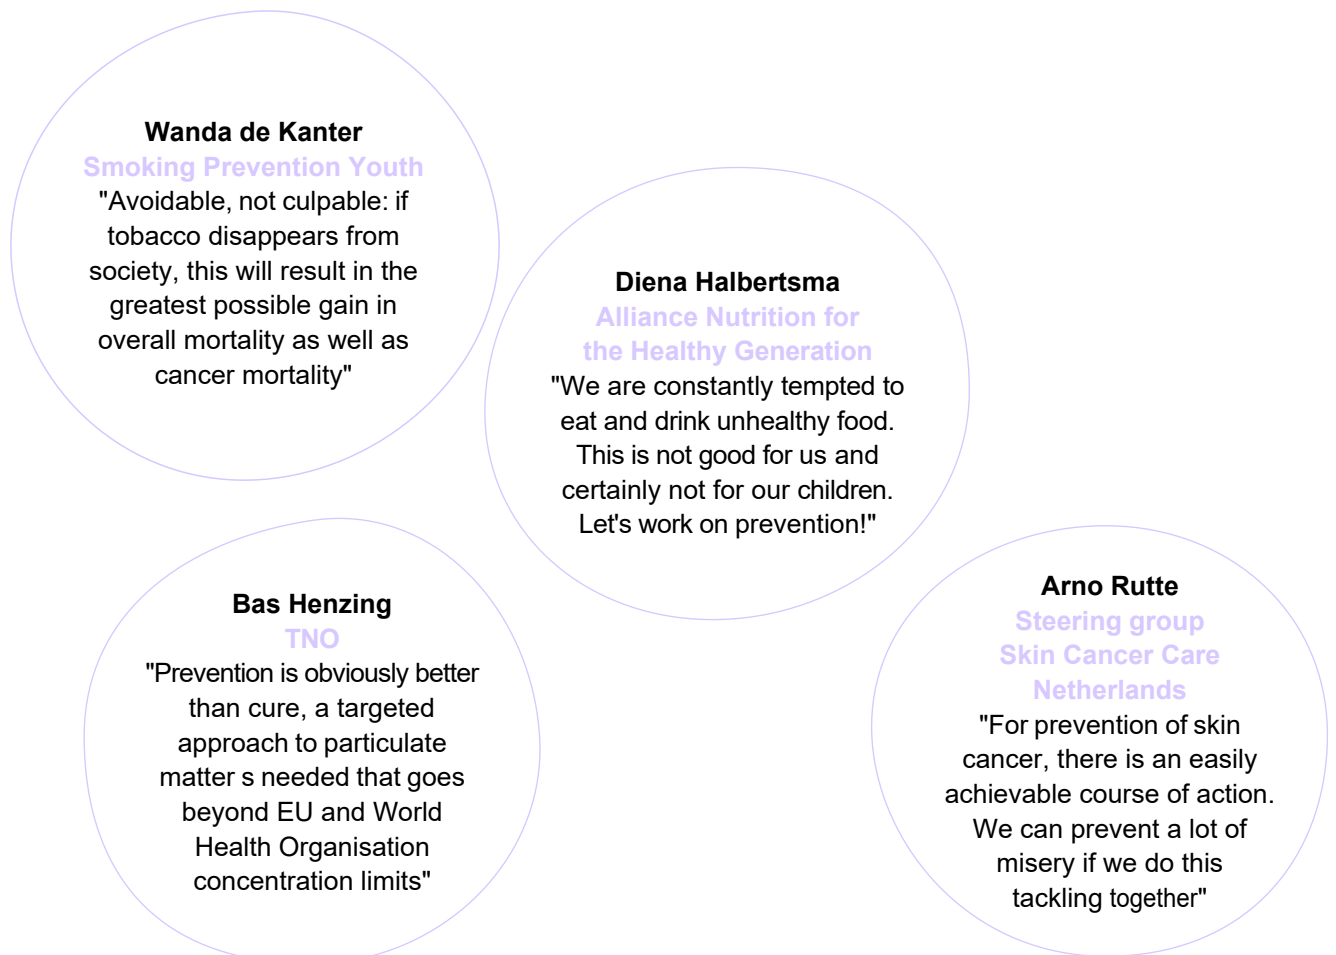 Wanda de Kanter
Smoking Prevention Youth
"Avoidable, not culpable: if
tobacco disappears from
society, this will result in the
greatest possible gain in
overall mortality as well as
cancer mortality"
Diena Halbertsma
Alliance Nutrition for
the Healthy Generation
"We are constantly tempted to
eat and drink unhealthy food.
This is not good for us and
certainly not for our children.
Let's work on prevention!"
Bas Henzing
TNO
"Prevention is obviously better
than cure, a targeted
approach to particulate
matter s needed that goes
beyond EU and World
Health Organisation
concentration limits"
Arno Rutte
Steering group
Skin Cancer Care
Netherlands
"For prevention of skin
cancer, there is an easily
achievable course of action.
We can prevent a lot of
misery if we do this
tackling together"